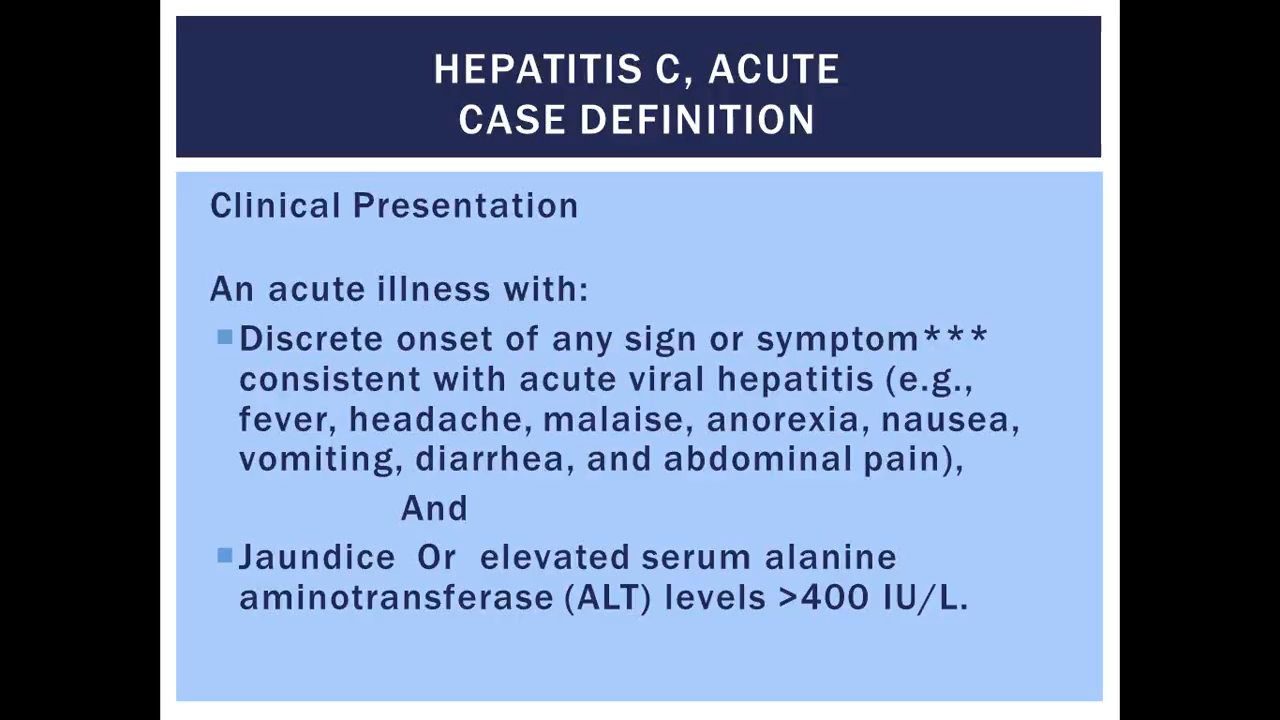 HEPATITIS C, ACUTE
CASE DEFINITION
Clinical Presentation
An acute illness with:
Discrete onset of any sign or symptom***
consistent with acute viral hepatitis (e.g.,
fever, headache, malaise, anorexia, nausea,
vomiting, diarrhea, and abdominal pain),
And
Jaundice Or elevated serum alanine
aminotransferase (ALT) levels >400 IU/L.